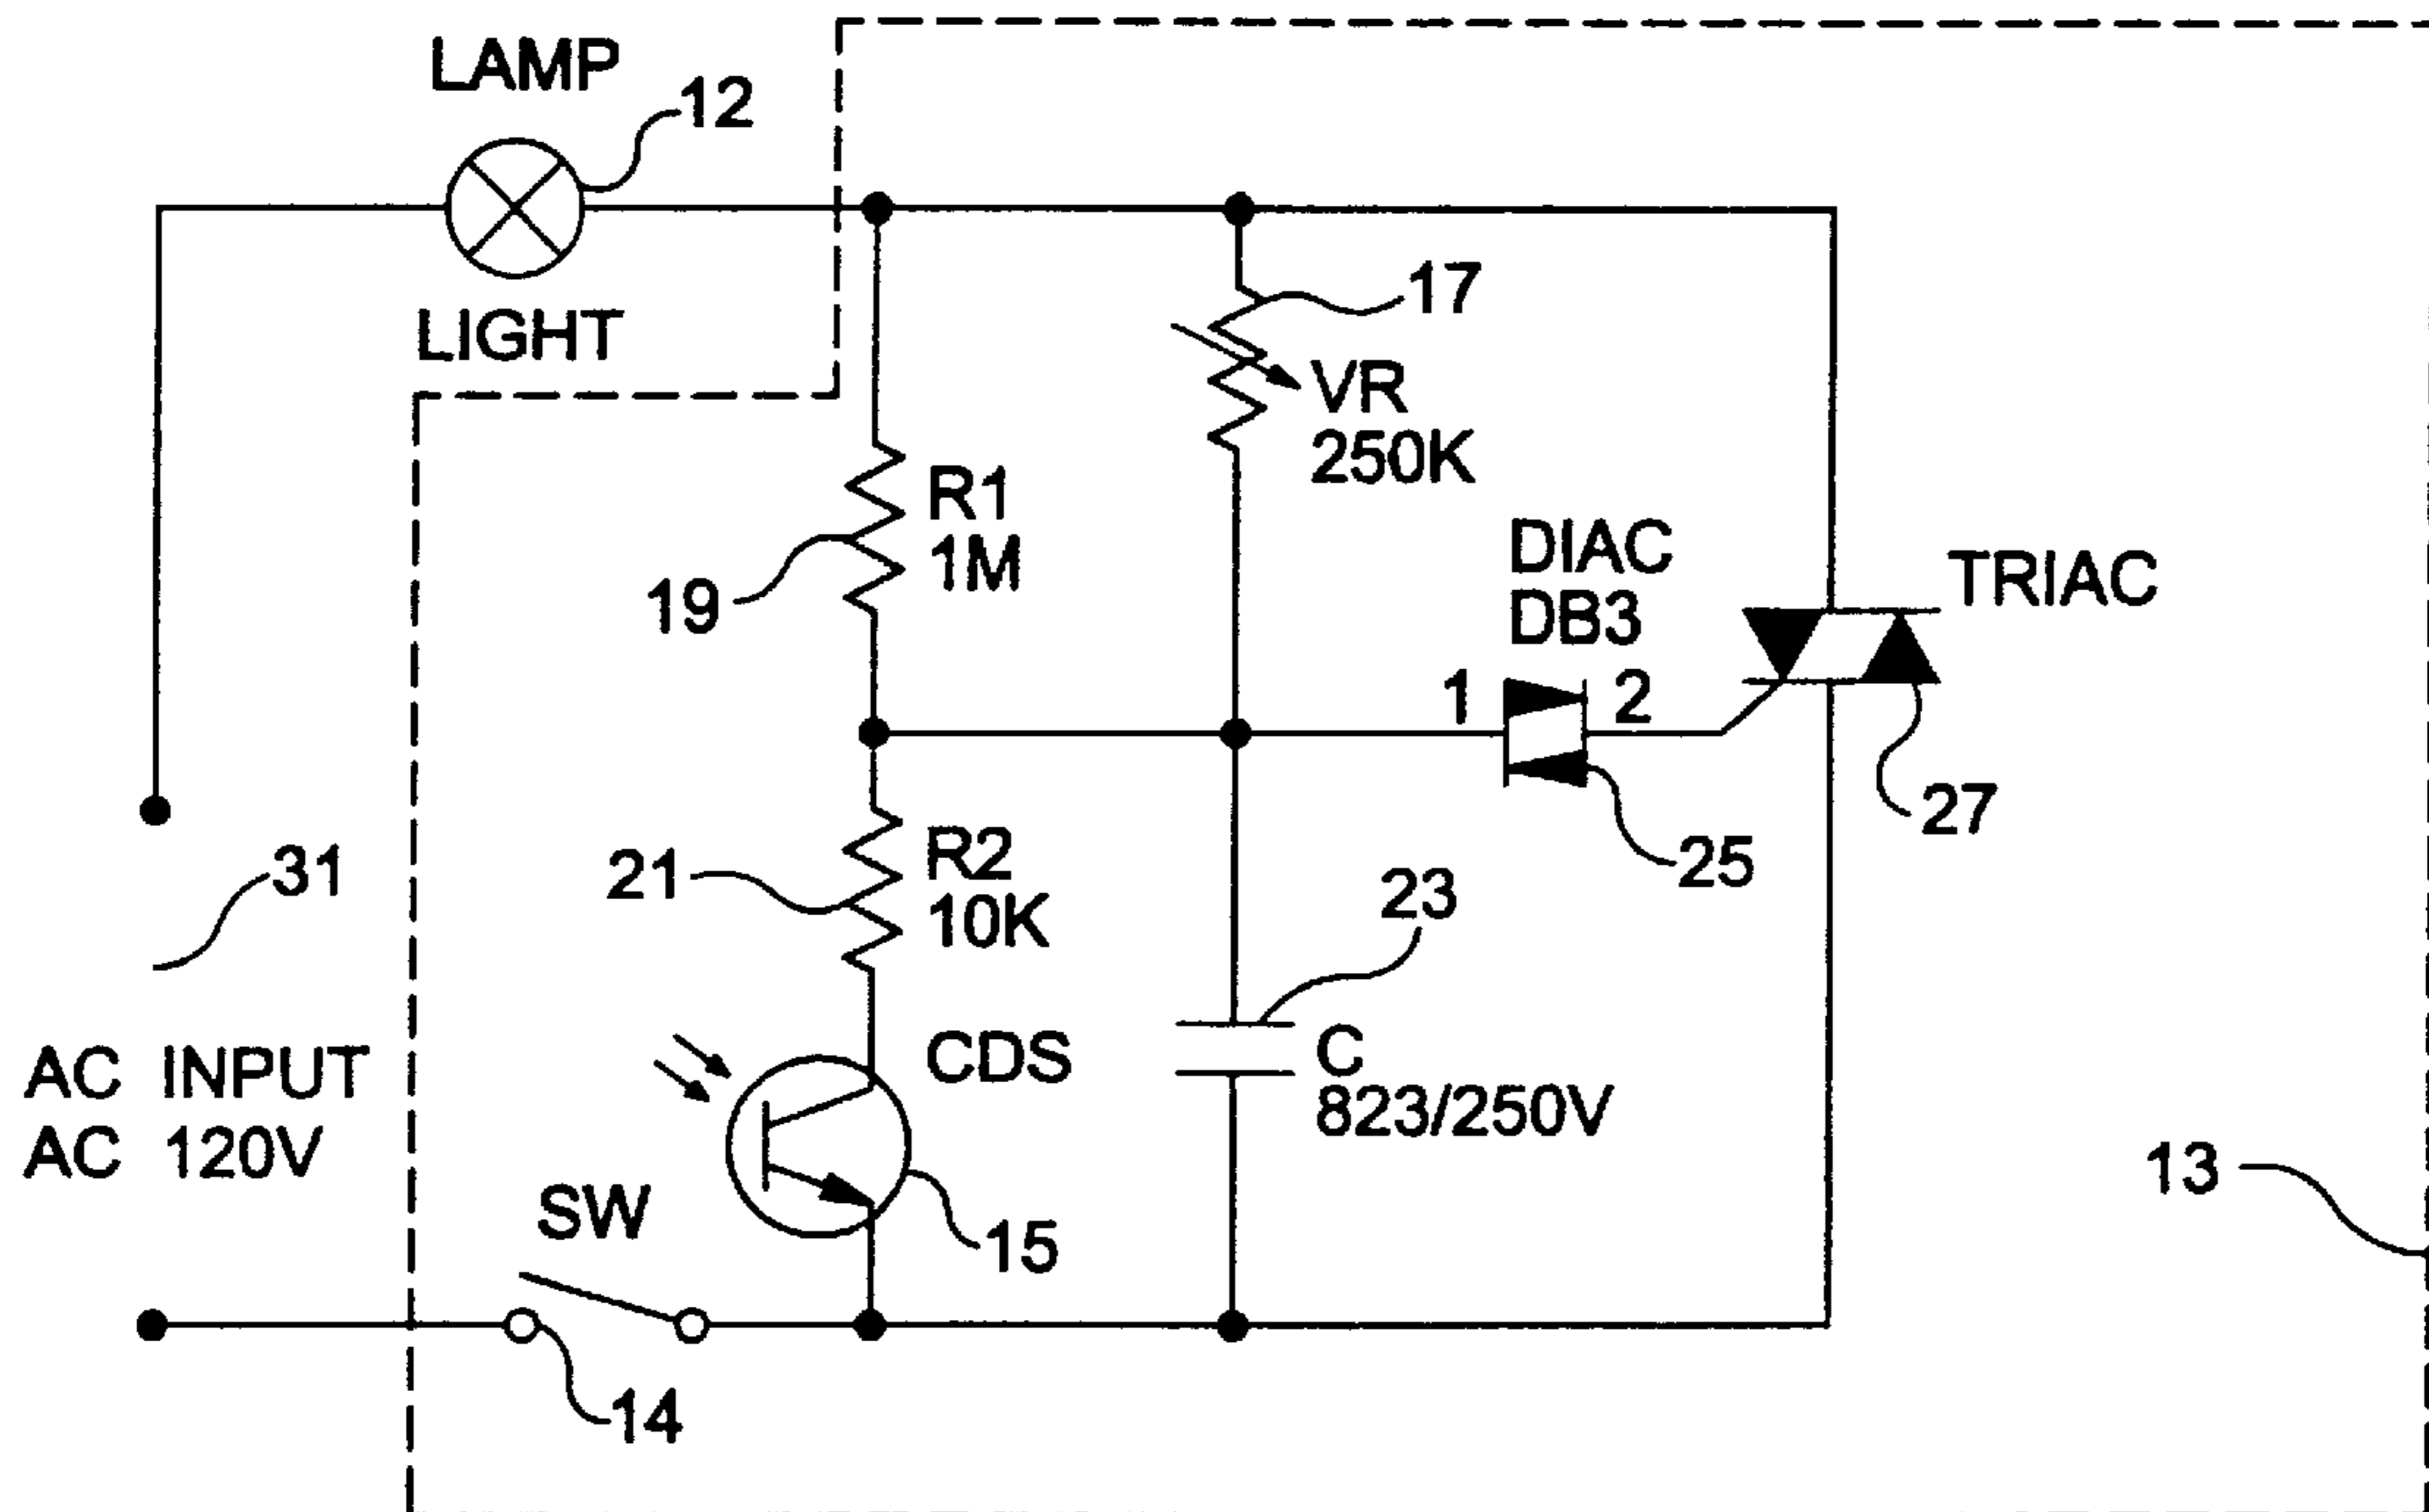 LAMP
12
LIGHT
17
VR
250K
R1
1M
19
DIAC
DB3
TRIAC
1
2
27
25
31
21
R2
10K
23
CDS
C
823/250V
AC INPUT
AC 120V
13
SW
15
14